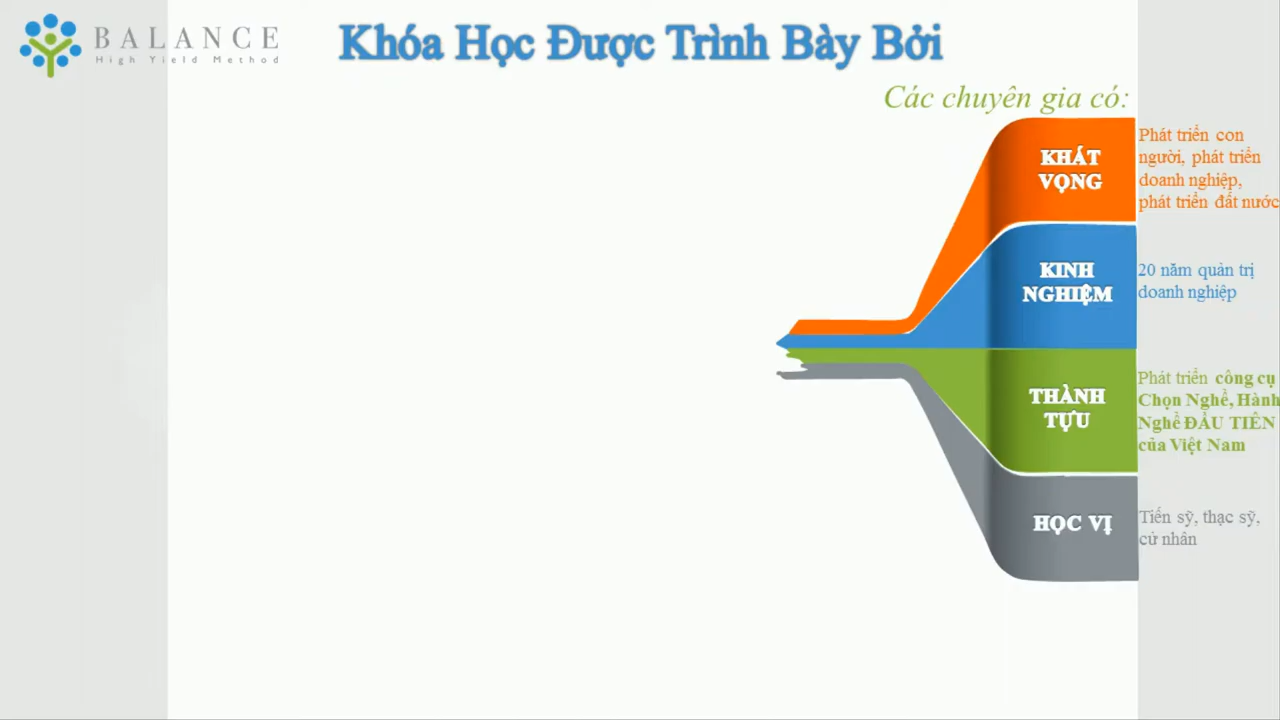 BALANCE
High Yield Method
Khóa Học Được Trình Bày Bởi
Các chuyên gia có:
KHÁT
VỌNG
Phát triển con
người, phát triển
doanh nghiệp,
phát triển đất nước
KINH
NGHIỆM
20 năm quản trị
doanh nghiệp
THÀNH
TỰU
Phát triển công cụ
Chọn Nghề, Hành
Nghề ĐẦU TIÊN
của Việt Nam
HỌC VỊ
Tiến sỹ, thạc sỹ,
cử nhân